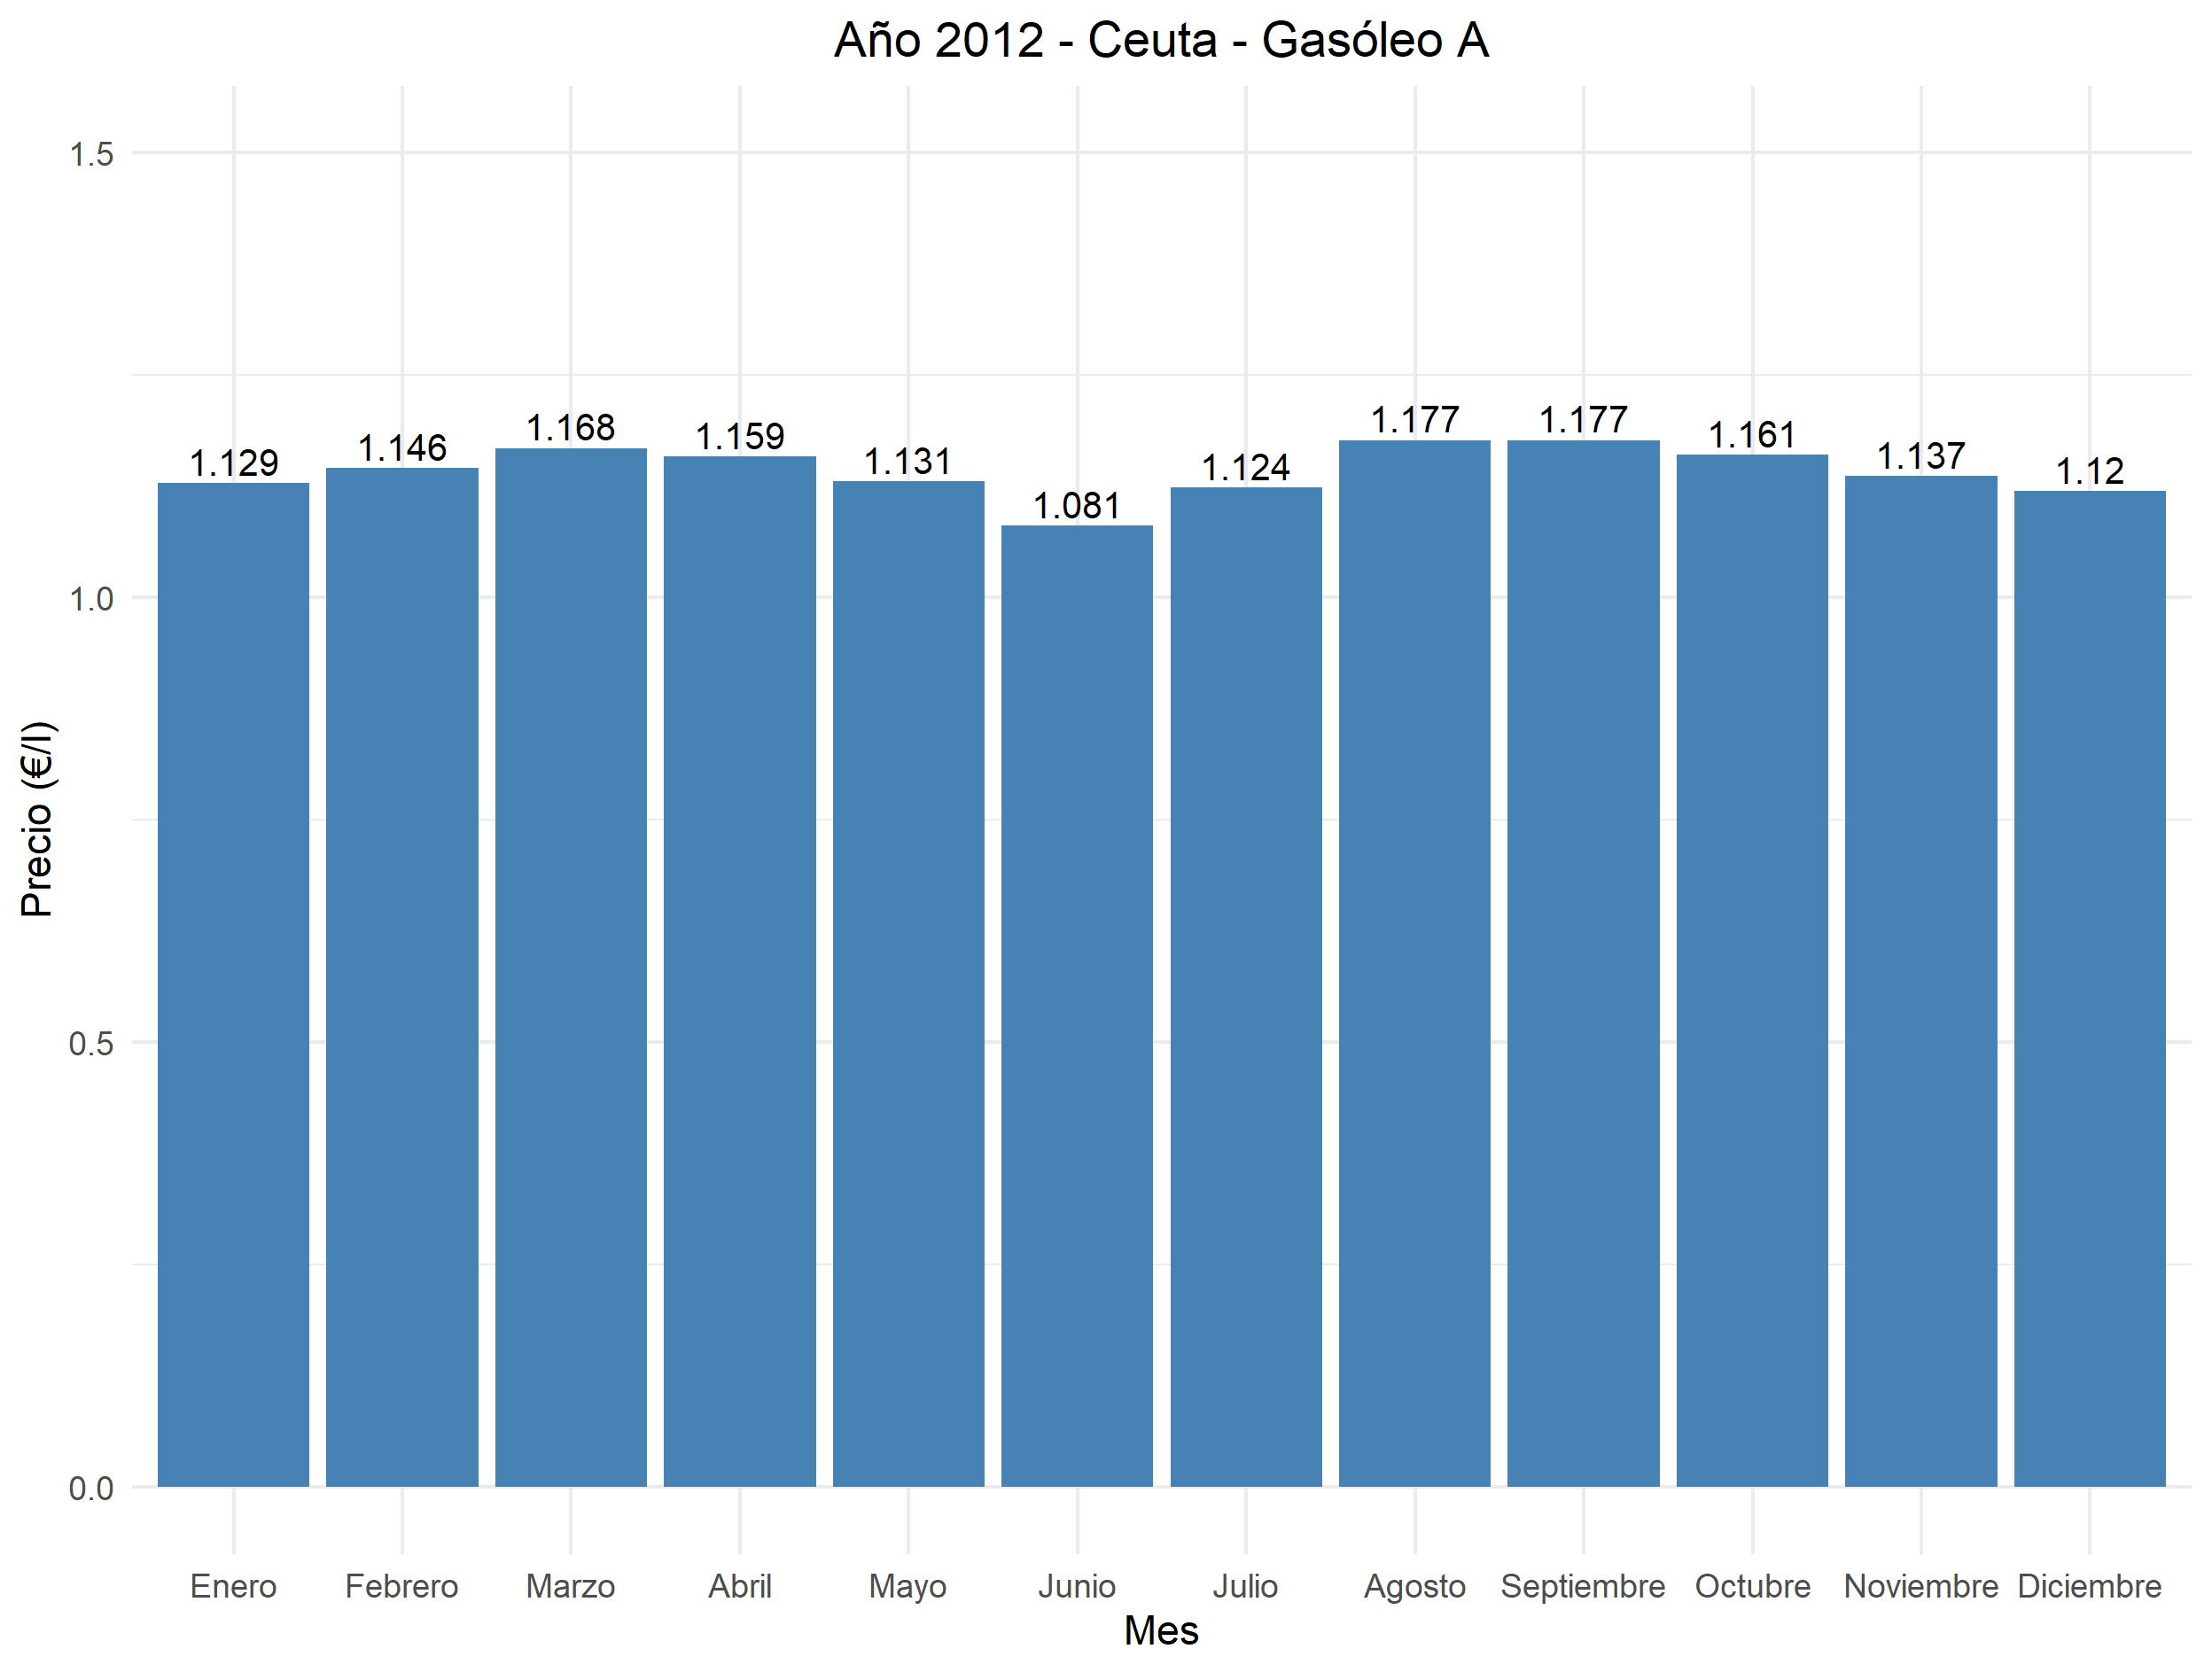 Año 2012 - Ceuta - Gasóleo A
1.5
1.0
0.5
0.0
Precio (€/l)
1.129
1.146
1.168
1.159
1.131
1.081
1.124
1.177
1.177
1.161
1.137
1.12
Enero
Febrero
Marzo
Abril
Mayo
Junio
Julio
Agosto
Septiembre
Octubre
Noviembre
Diciembre
Mes